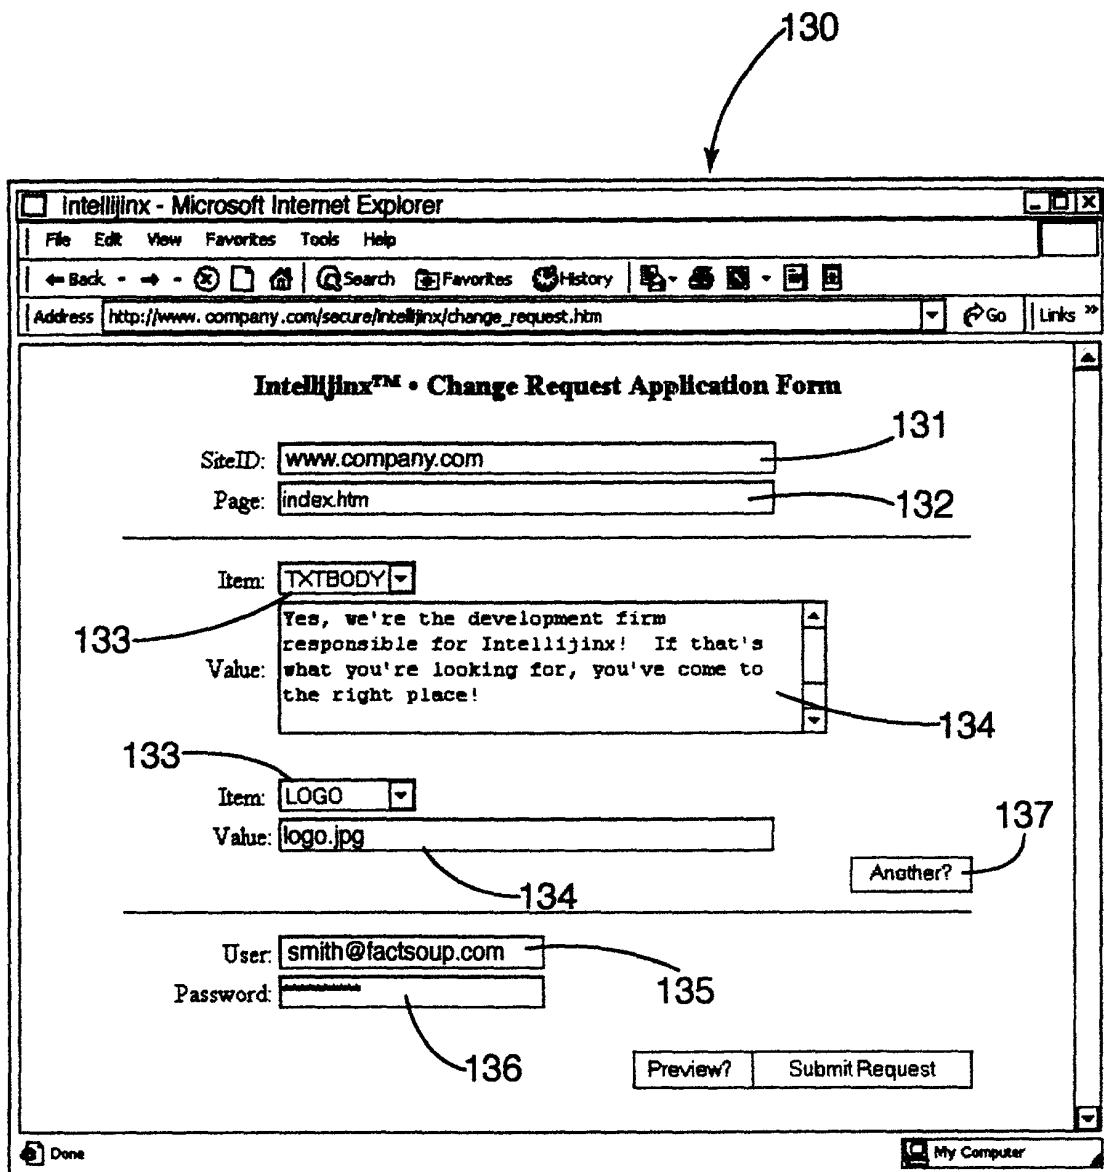 130
Intellijinx - Microsoft Internet Explorer
File Edit View Favorites Tools Help
Back Search Favorites History
Address http://www.company.com/secure/intellijinx/change_request.htm Go Links »
Intellijinx™ • Change Request Application Form
131
SiteID: www.company.com
Page: index.htm
132
Item: TXTBODY
133
Value: Yes, we're the development firm
responsible for Intellijinx! If that's
what you're looking for, you've come to
the right place!
134
133
Item: LOGO
Value: logo.jpg
137
Another?
134
User: smith@factsoup.com
Password:
135
136
Preview? Submit Request
Done My Computer